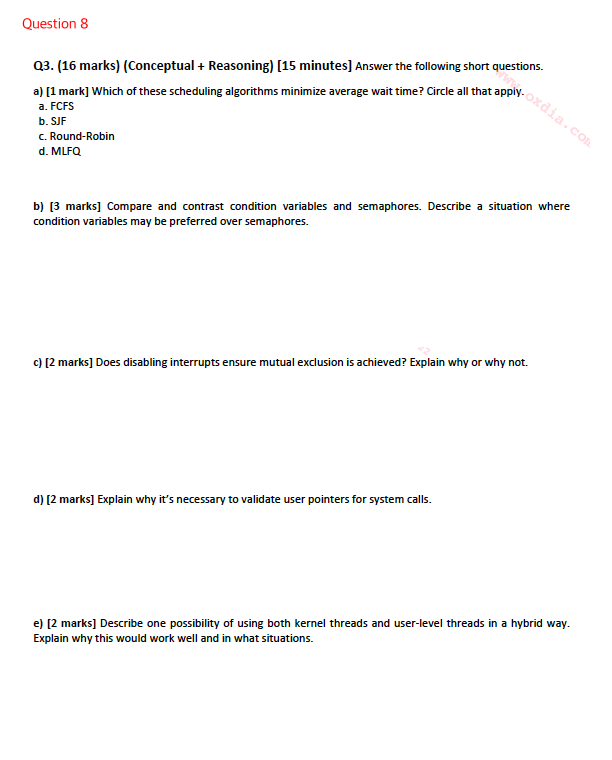 Question 8
Q3. (16 marks) (Conceptual + Reasoning) [15 minutes] Answer the following short questions.
a) [1 mark] Which of these scheduling algorithms minimize average wait time? Circle all that apply.
www.oxdia.com
a. FCFS
b. SJF
c. Round-Robin
d. MLFQ
b) [3 marks] Compare and contrast condition variables and semaphores. Describe a situation where
condition variables may be preferred over semaphores.
c) [2 marks] Does disabling interrupts ensure mutual exclusion is achieved? Explain why or why not.
d) [2 marks] Explain why it's necessary to validate user pointers for system calls.
e) [2 marks] Describe one possibility of using both kernel threads and user-level threads in a hybrid way.
Explain why this would work well and in what situations.